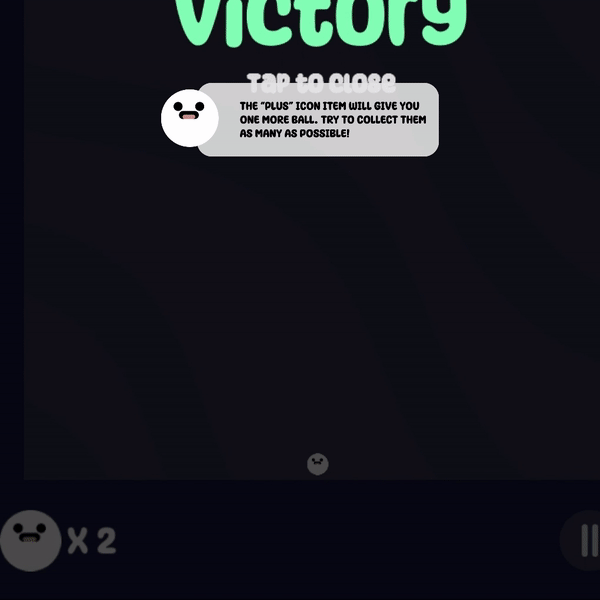 Victory
Tap to Close
THE "PLUS" ICON ITEM WILL GIVE YOU
ONE MORE BALL. TRY TO COLLECT THEM
AS MANY AS POSSIBLE!
X 2